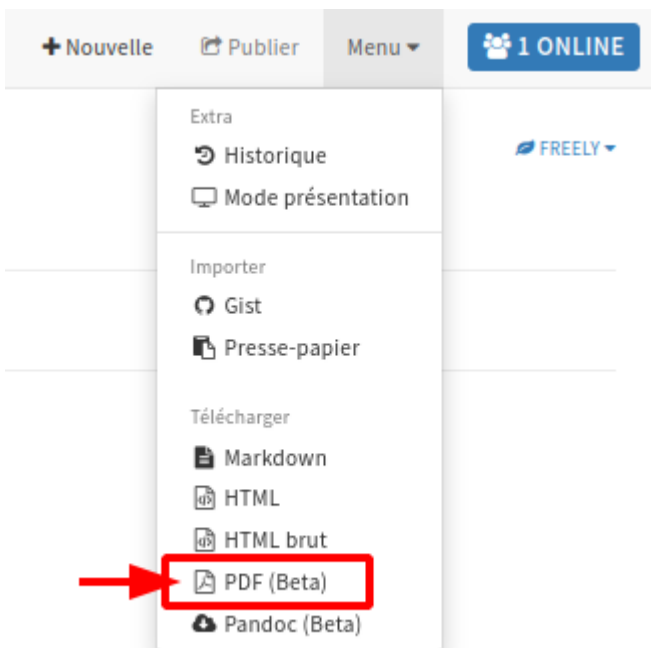 Nouvelle Publier Menu 1 ONLINE
Extra
Historique
FREELY
Mode présentation
Importer
Gist
Presse-papier
Télécharger
Markdown
HTML
HTML brut
PDF (Beta)
Pandoc (Beta)